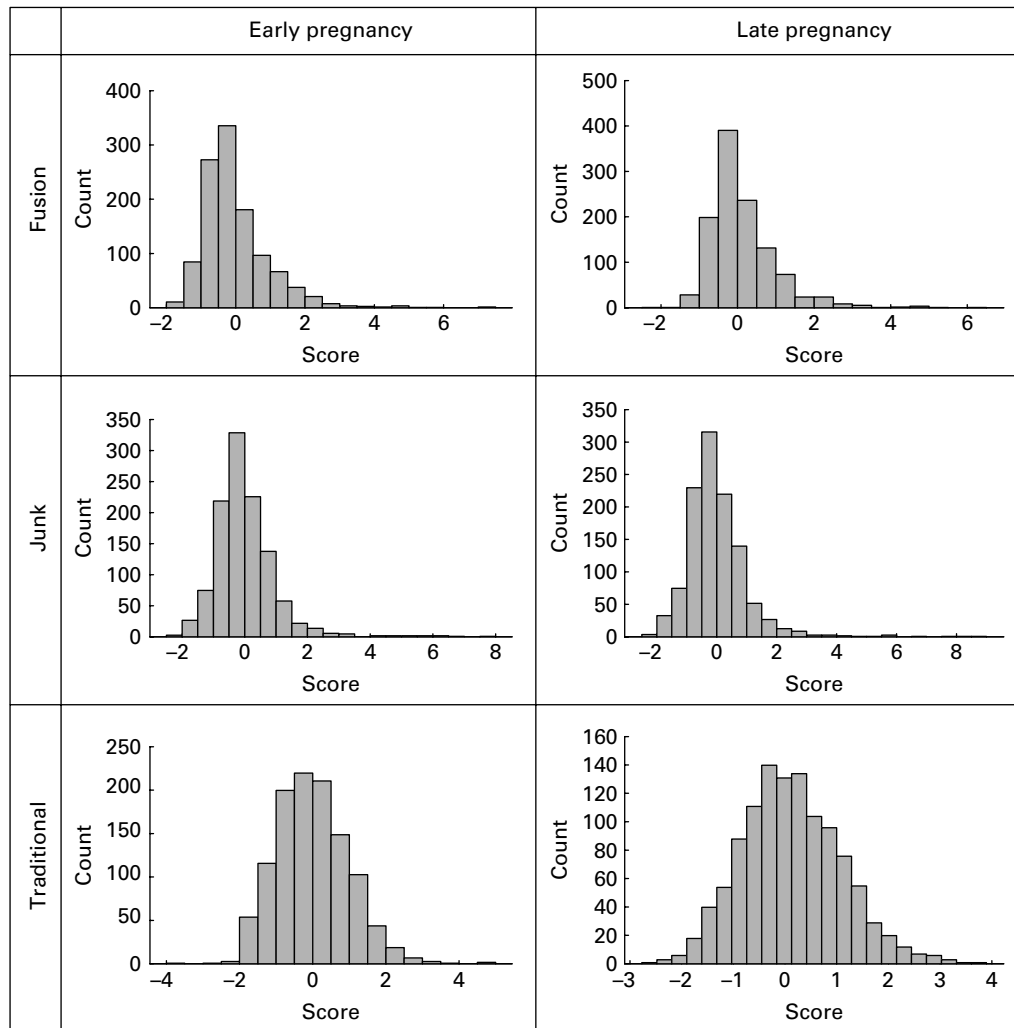 Early pregnancy
Late pregnancy
Fusion
Count
400
300
200
100
0
–2 0 2 4 6
Score
Count
500
400
300
200
100
0
–2 0 2 4 6
Score
Junk
Count
350
300
250
200
150
100
50
0
–2 0 2 4 6 8
Score
Count
350
300
250
200
150
100
50
0
–2 0 2 4 6 8
Score
Traditional
Count
250
200
150
100
50
0
–4 –2 0 2 4
Score
Count
160
140
120
100
80
60
40
20
0
–3 –2 –1 0 1 2 3 4
Score